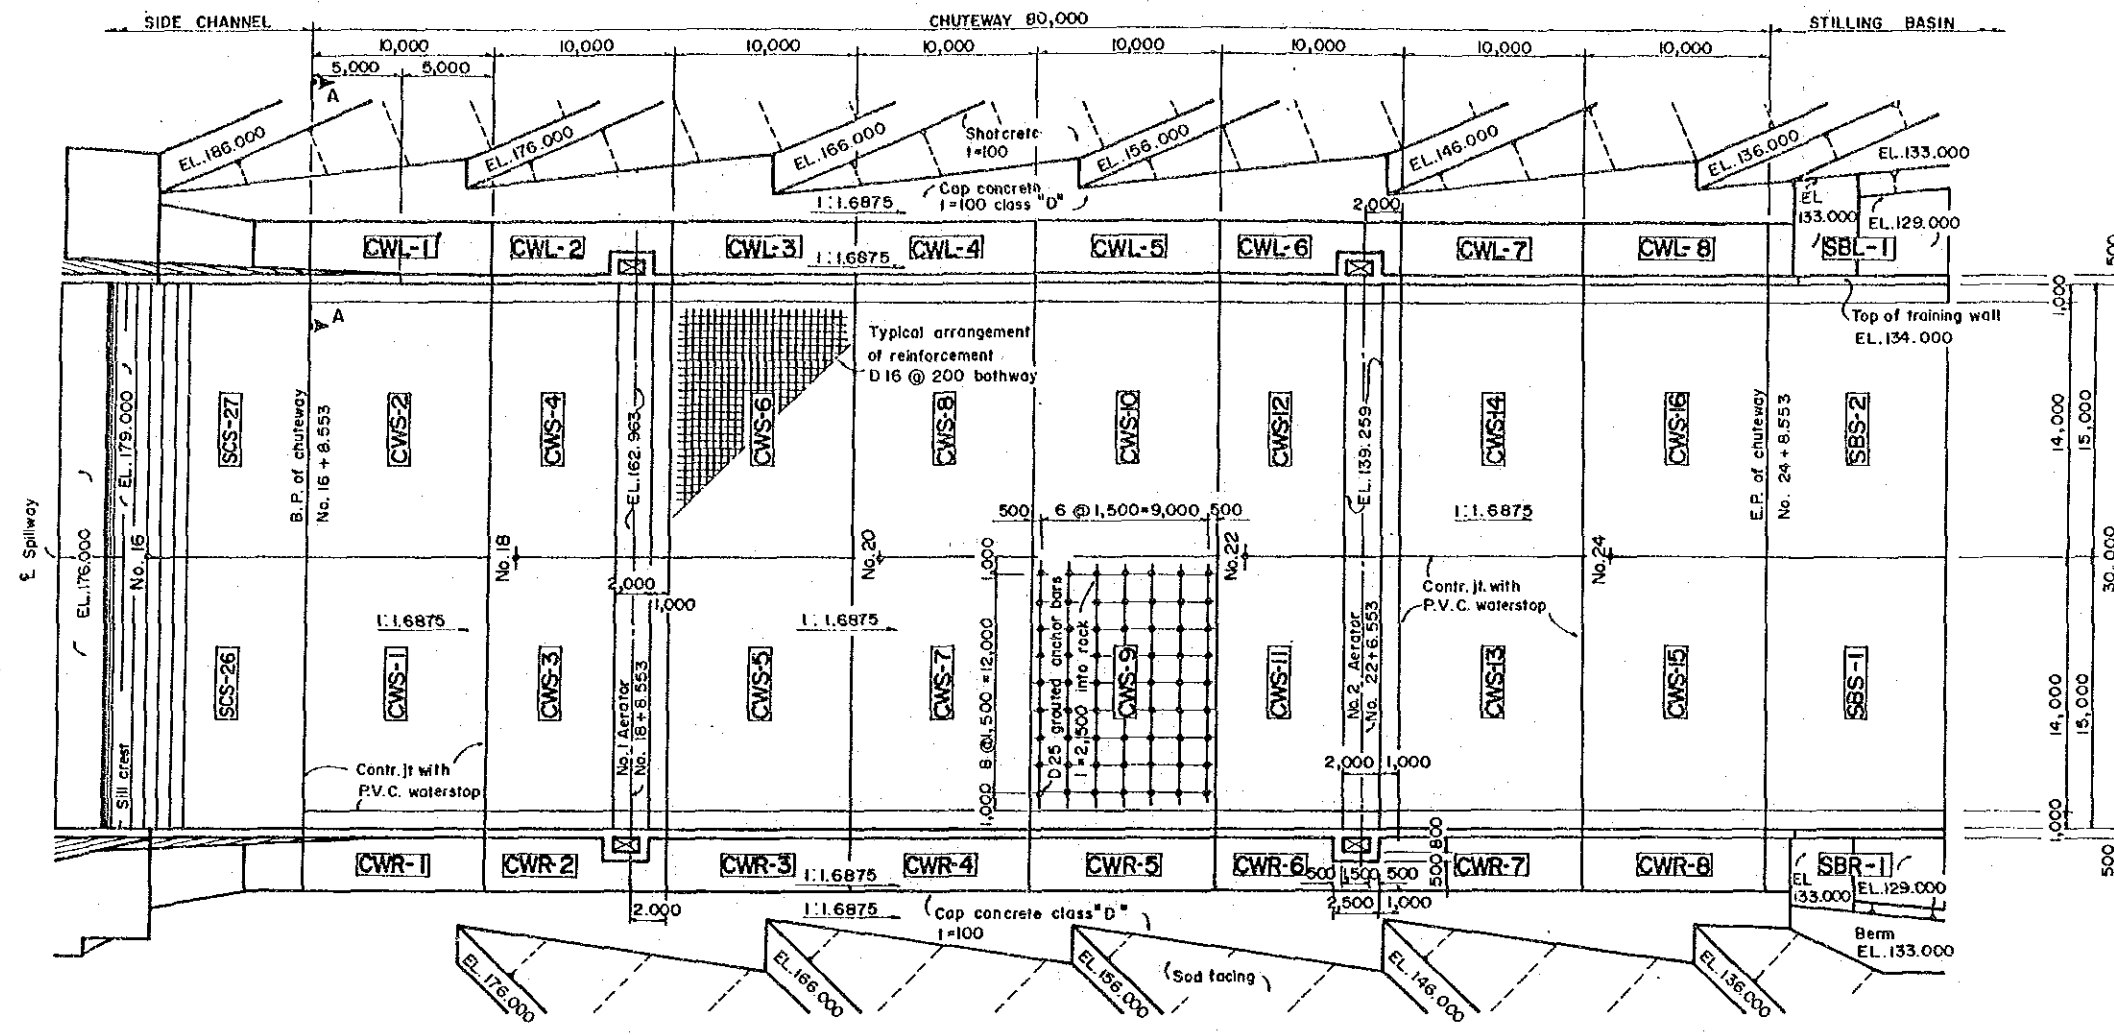 SIDE CHANNEL
CHUTEWAY 80,000
STILLING BASIN
10,000
10,000
10,000
10,000
10,000
10,000
10,000
10,000
5,000
5,000
A
EL.186.000
EL.176.000
EL.166.000
EL.156.000
EL.146.000
EL.136.000
Shotcrete
t=100
EL.133.000
Cap concrete
t=100 class "D"
1:1.6875
2,000
EL
133.000
EL.129.000
CWL-1
CWL-2
CWL-3
CWL-4
CWL-5
CWL-6
CWL-7
CWL-8
SBL-1
1:1.6875
500
1,000
A
Typical arrangement
of reinforcement
D16 @ 200 bothway
Top of training wall
EL.134.000
EL.179.000
SCS-27
B.P. of chuteway
No. 16 + 8.553
CWS-2
CWS-4
EL.162.963
CWS-6
CWS-8
CWS-10
CWS-12
EL.139.259
CWS-14
CWS-16
E.P. of chuteway
No. 24 + 8.553
SBS-2
14,000
15,000
500
6 @1,500=9,000
500
1:1.6875
℄ Spillway
EL.176.000
No. 16
No.18
No.20
No.22
No.24
30,000
2,000
1,000
1,000
Contr. jt. with
P.V.C. waterstop
1:1.6875
1:1.6875
8 @1,500 =12,000
D25 grouted anchor bars
l = 2,500 into rock
SCS-26
CWS-1
CWS-3
No.1 Aerator
No. 18+8.553
CWS-5
CWS-7
CWS-9
CWS-11
No.2 Aerator
No. 22+6.553
CWS-13
CWS-15
SBS-1
14,000
15,000
Sill crest
Contr.jt with
P.V.C. waterstop
2,000
1,000
1,000
1,000
CWR-1
CWR-2
CWR-3
CWR-4
CWR-5
CWR-6
CWR-7
CWR-8
SBR-1
800
500
500
1:1.6875
500
1,500
500
EL
133.000
EL.129.000
2.000
1:1.6875
Cap concrete class "D"
t=100
2,500
1,000
Berm
EL.133.000
EL.176.000
EL.166.000
EL.156.000
Sod facing
EL.146.000
EL.136.000